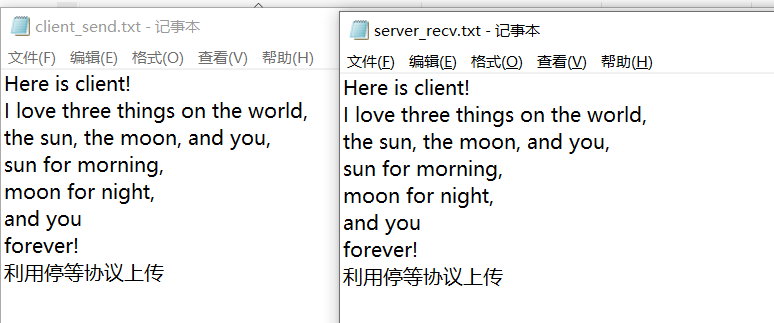 client_send.txt - 记事本
文件(F) 编辑(E) 格式(O) 查看(V) 帮助(H)
Here is client!
I love three things on the world,
the sun, the moon, and you,
sun for morning,
moon for night,
and you
forever!
利用停等协议上传
server_recv.txt - 记事本
文件(F) 编辑(E) 格式(O) 查看(V) 帮助(H)
Here is client!
I love three things on the world,
the sun, the moon, and you,
sun for morning,
moon for night,
and you
forever!
利用停等协议上传